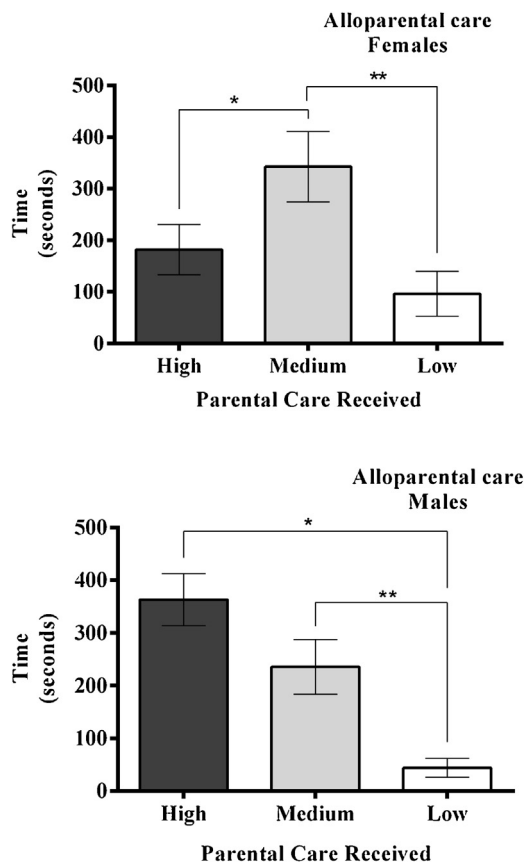 Alloparental care
Females
500
400
300
200
100
0
Time
(seconds)
*
**
High Medium Low
Parental Care Received
Alloparental care
Males
500
400
300
200
100
0
Time
(seconds)
*
**
High Medium Low
Parental Care Received